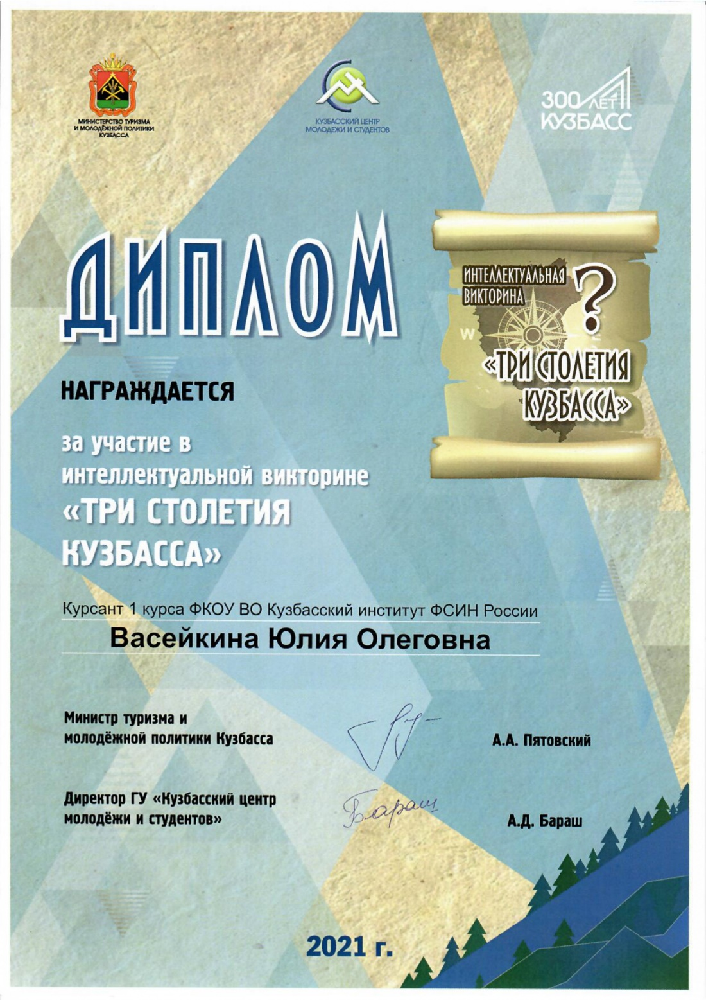 МИНИСТЕРСТВО ТУРИЗМА
И МОЛОДЁЖНОЙ ПОЛИТИКИ
КУЗБАССА
КУЗБАССКИЙ ЦЕНТР
МОЛОДЕЖИ И СТУДЕНТОВ
300 ЛЕТ
КУЗБАСС
ДИПЛОМ
ИНТЕЛЛЕКТУАЛЬНАЯ
ВИКТОРИНА
?
W
«ТРИ СТОЛЕТИЯ
КУЗБАССА»
НАГРАЖДАЕТСЯ
за участие в
интеллектуальной викторине
«ТРИ СТОЛЕТИЯ
КУЗБАССА»
Курсант 1 курса ФКОУ ВО Кузбасский институт ФСИН России
Васейкина Юлия Олеговна
Министр туризма и
молодёжной политики Кузбасса
А.А. Пятовский
Директор ГУ «Кузбасский центр
молодёжи и студентов»
Бараш
А.Д. Бараш
2021 г.